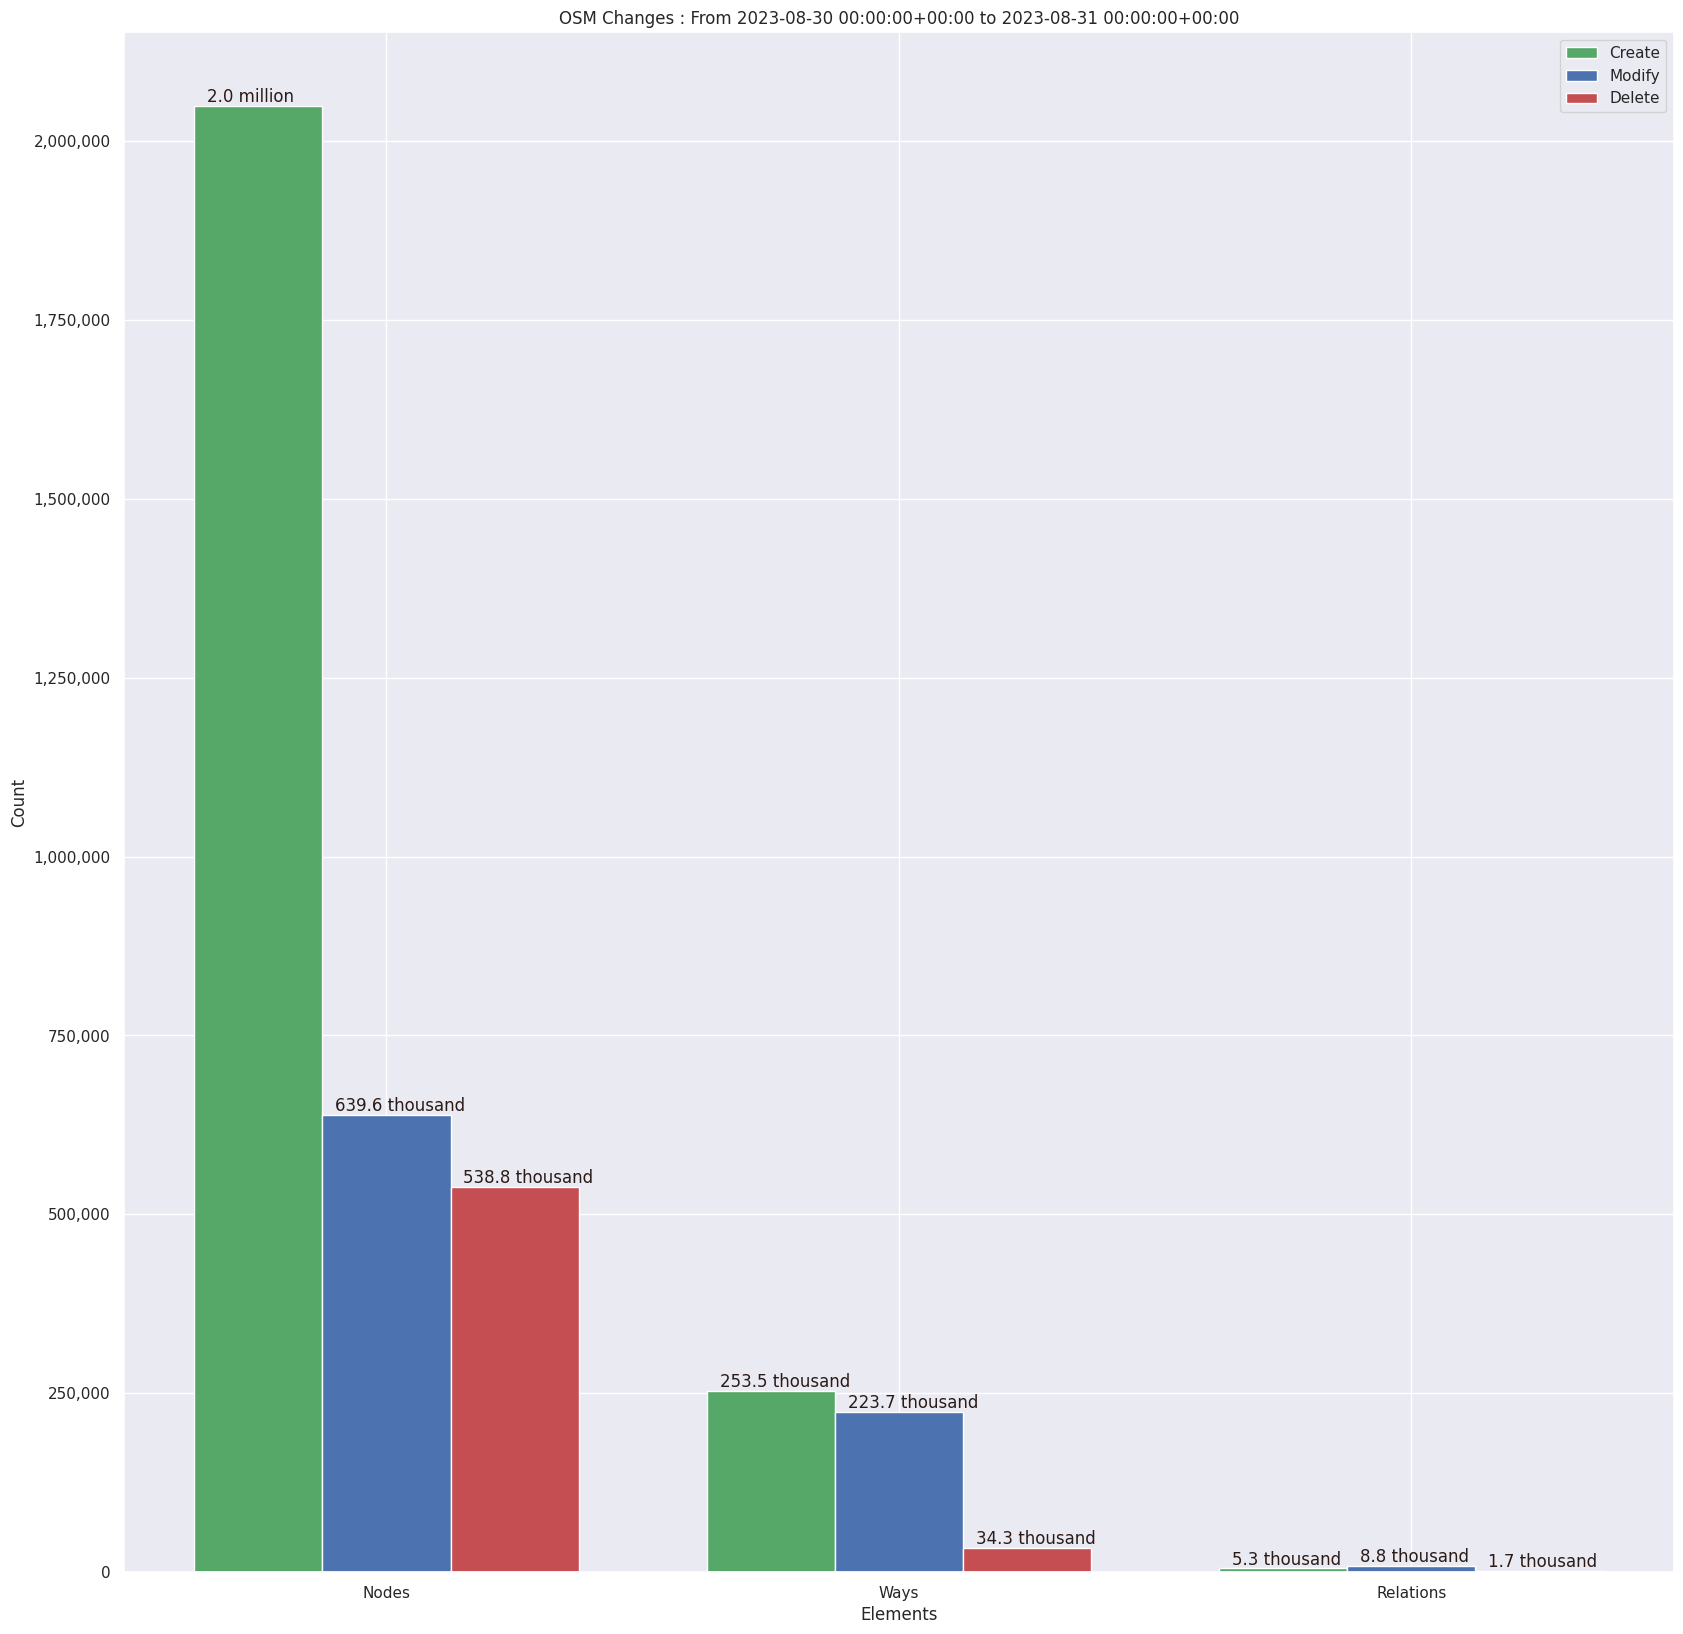 OSM Changes : From 2023-08-30 00:00:00+00:00 to 2023-08-31 00:00:00+00:00
Create
Modify
Delete
2.0 million
2,000,000
1,750,000
1,500,000
1,250,000
1,000,000
750,000
500,000
250,000
0
Count
639.6 thousand
538.8 thousand
253.5 thousand
223.7 thousand
34.3 thousand
5.3 thousand
8.8 thousand
1.7 thousand
Nodes
Ways
Relations
Elements